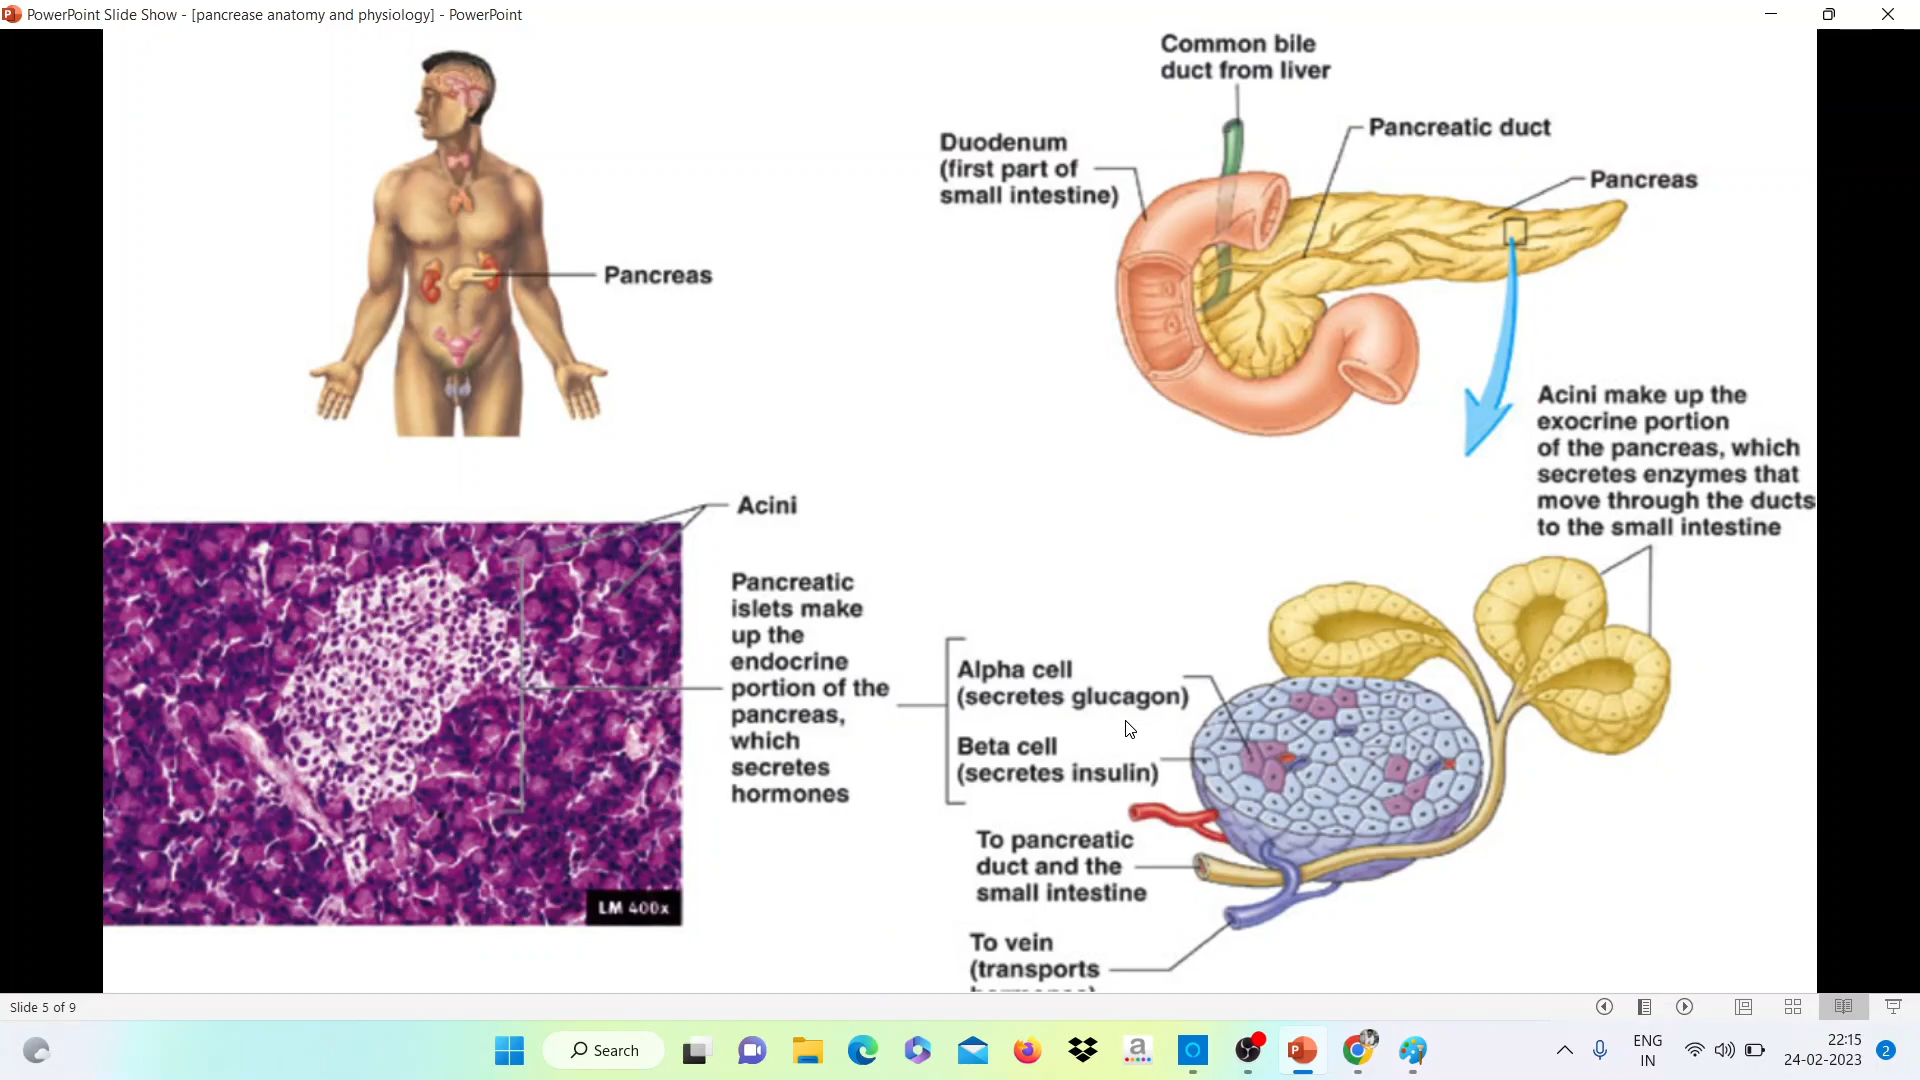 PowerPoint Slide Show - [pancrease anatomy and physiology] - PowerPoint
Pancreas
Common bile
duct from liver
Duodenum
(first part of
small intestine)
Pancreatic duct
Pancreas
Acini make up the
exocrine portion
of the pancreas, which
secretes enzymes that
move through the ducts
to the small intestine
Acini
Pancreatic
islets make
up the
endocrine
portion of the
pancreas,
which
secretes
hormones
LM 400x
Alpha cell
(secretes glucagon)
Beta cell
(secretes insulin)
To pancreatic
duct and the
small intestine
To vein
(transports
Slide 5 of 9
Search
ENG
IN
22:15
24-02-2023
2